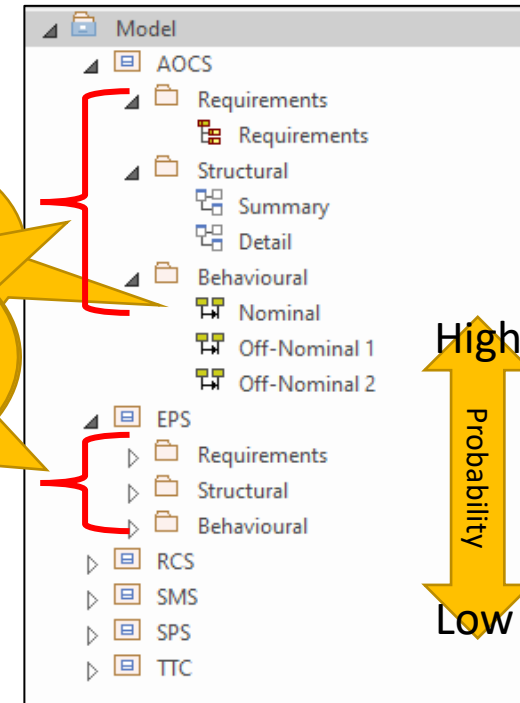 Model
AOCS
Requirements
Requirements
Structural
Summary
Detail
Behavioural
Nominal
Off-Nominal 1
Off-Nominal 2
EPS
Requirements
Structural
Behavioural
RCS
SMS
SPS
TTC
High
Probability
Low